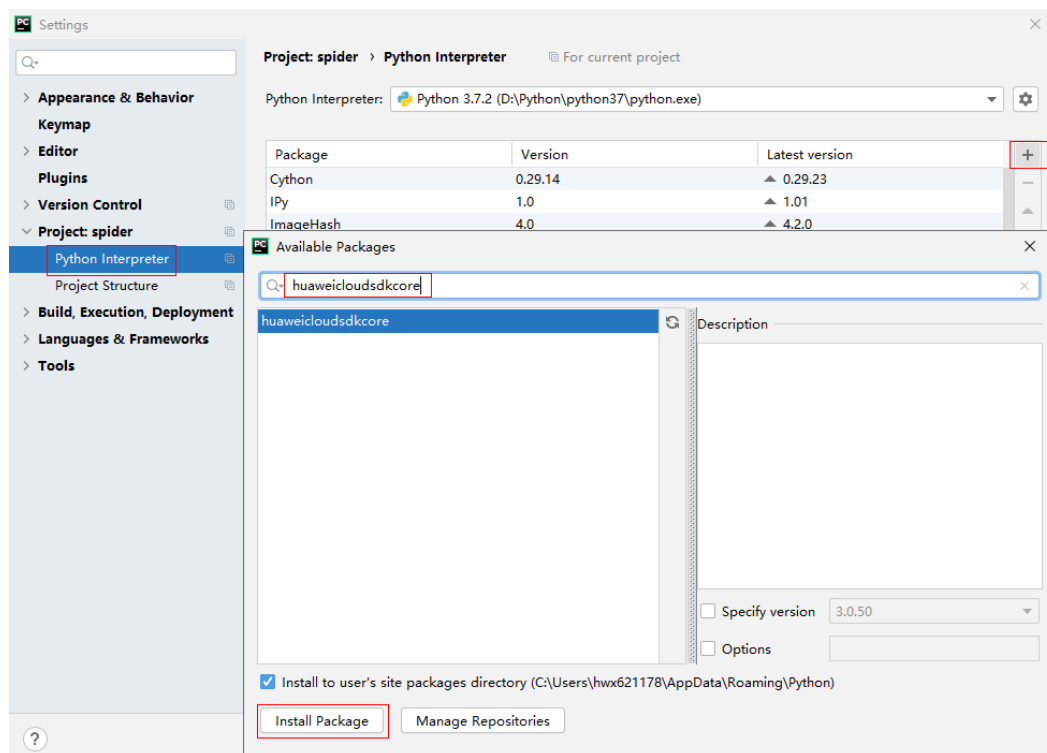 PC Settings
Project: spider › Python Interpreter For current project
Python Interpreter: Python 3.7.2 (D:\Python\python37\python.exe)
Appearance & Behavior
Keymap
Editor
Plugins
Version Control
Project: spider
Python Interpreter
Project Structure
Build, Execution, Deployment
Languages & Frameworks
Tools
Package Version Latest version
Cython 0.29.14 0.29.23
IPy 1.0 1.01
ImageHash 4.0 4.2.0
PC Available Packages
huaweicloudsdkcore
huaweicloudsdkcore
Description
Specify version 3.0.50
Options
Install to user's site packages directory (C:\Users\hwx621178\AppData\Roaming\Python)
Install Package Manage Repositories
?